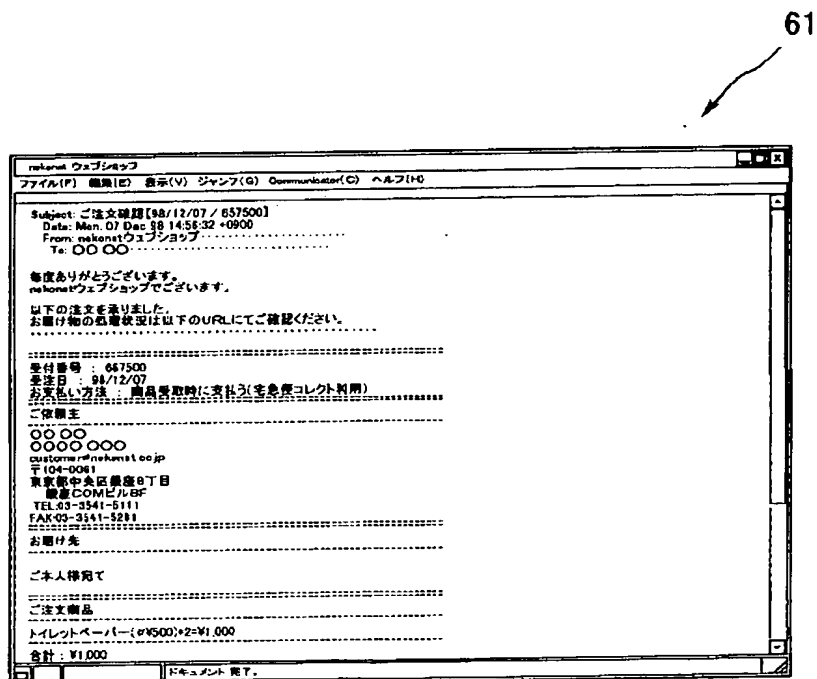 61
nekonet ウェブショップ
ファイル(F) 編集(E) 表示(V) ジャンプ(G) Communicator(C) ヘルプ(H)
Subject: ご注文確認[98/12/07 / 657500]
Date: Mon. 07 Dec 98 14:56:32 +0900
From: nekonetウェブショップ
To: ○○ ○○
毎度ありがとうございます。
nekonetウェブショップでございます。
以下の注文を承りました。
お届け物の処理状況は以下のURLにてご確認ください。
受付番号 : 657500
受注日 : 98/12/07
お支払い方法 : 商品受取時に支払う(宅急便コレクト利用)
ご依頼主
○○ ○○
○○○○ ○○○
customer@nekonet.co.jp
〒104-0061
東京都中央区銀座8丁目
銀座COMビル8F
TEL:03-3541-5111
FAX:03-3541-5281
お届け先
ご本人様宛て
ご注文商品
トイレットペーパー(@¥500)*2=¥1,000
合計 : ¥1,000
ドキュメント 完了。